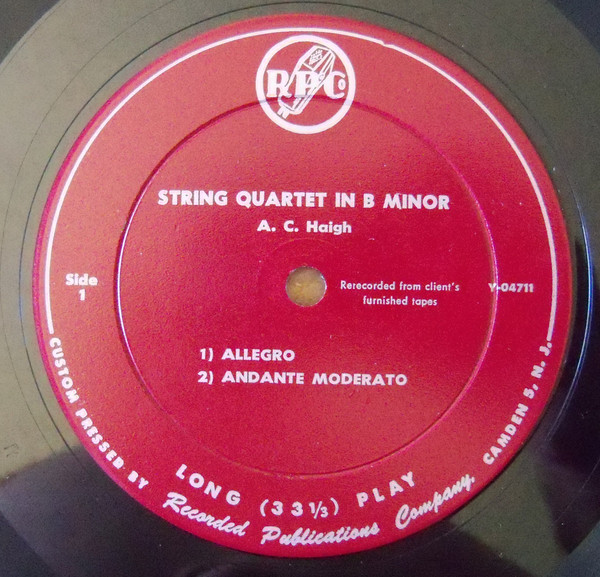 RPCo
STRING QUARTET IN B MINOR
A. C. Haigh
Side
1
Rerecorded from client's
furnished tapes
Y-04711
1) ALLEGRO
2) ANDANTE MODERATO
LONG (33⅓) PLAY
CUSTOM PRESSED BY Recorded Publications Company, CAMDEN 5, N. J.